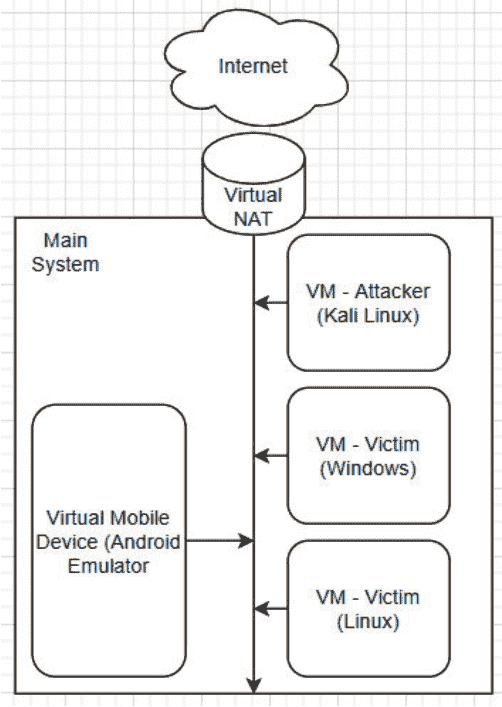 Internet
Virtual
NAT
Main
System
VM - Attacker
(Kali Linux)
VM - Victim
(Windows)
Virtual Mobile
Device (Android
Emulator
VM - Victim
(Linux)